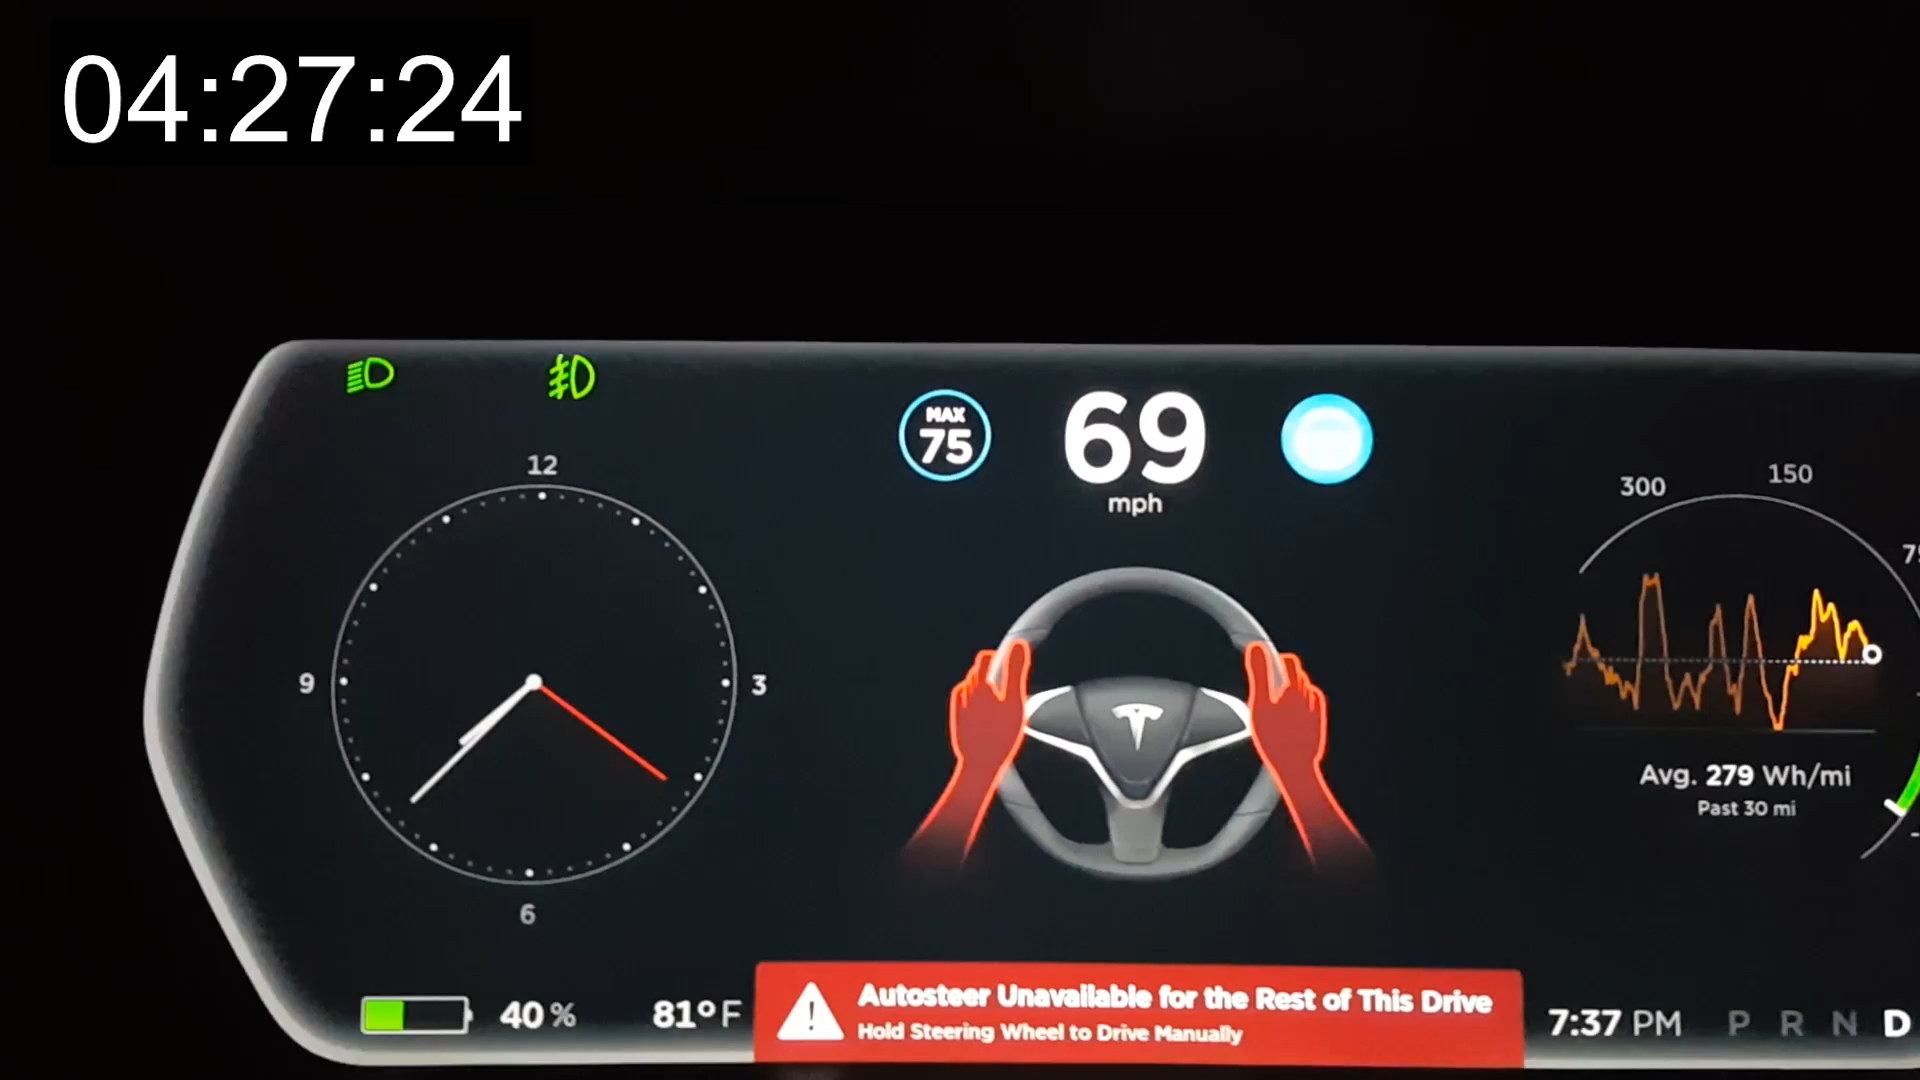 04:27:24
MAX
75
69
mph
12
9
3
6
300
150
Avg. 279 Wh/mi
Past 30 mi
40 %
81°F
Autosteer Unavailable for the Rest of This Drive
Hold Steering Wheel to Drive Manually
7:37 PM
P R N D